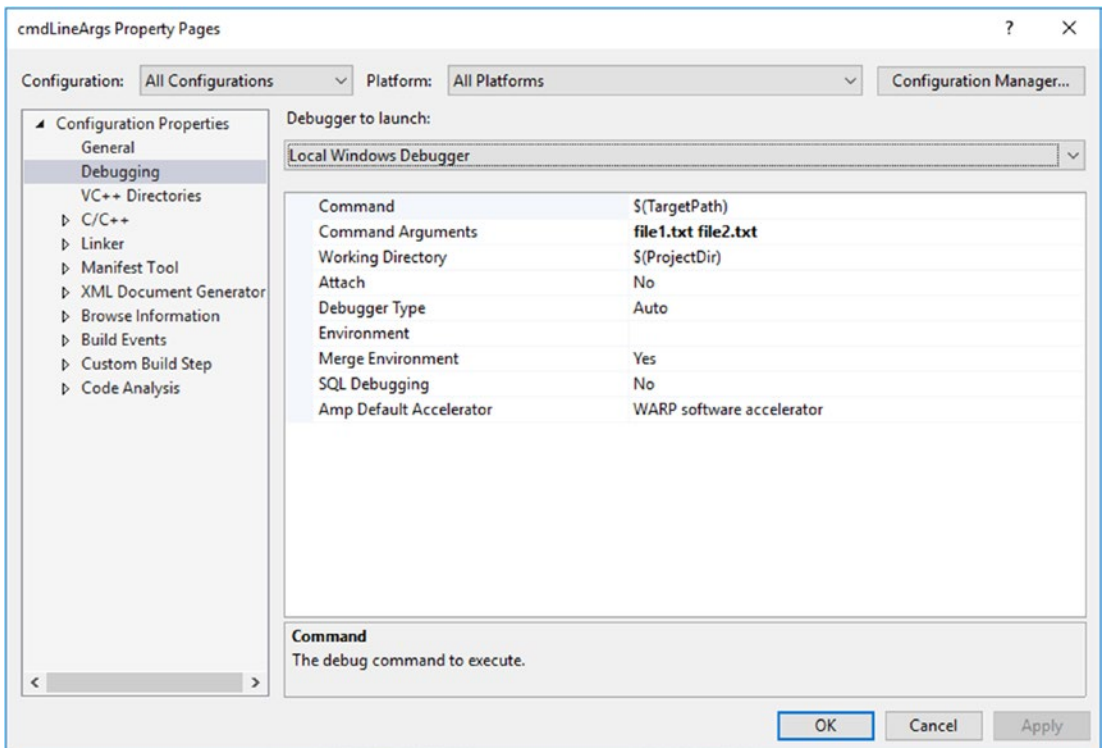 cmdLineArgs Property Pages
? ×
Configuration: All Configurations Platform: All Platforms Configuration Manager...
Configuration Properties
General
Debugging
VC++ Directories
C/C++
Linker
Manifest Tool
XML Document Generator
Browse Information
Build Events
Custom Build Step
Code Analysis
Debugger to launch:
Local Windows Debugger
Command $(TargetPath)
Command Arguments file1.txt file2.txt
Working Directory $(ProjectDir)
Attach No
Debugger Type Auto
Environment
Merge Environment Yes
SQL Debugging No
Amp Default Accelerator WARP software accelerator
Command
The debug command to execute.
OK Cancel Apply